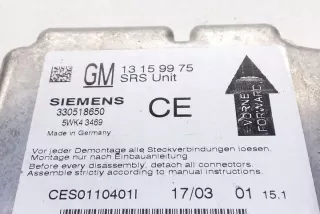 GM 13 15 99 75
SRS Unit
SIEMENS
330518650
5WK4 3469
Made in Germany
CE
VORNE
FORWARD
Vor jeder Demontage alle Steckverbindungen loesen.
Montage nur nach Einbauanleitung
Before any disassembly, detach all connectors.
Assemble strictly according to manual instructions.
CES0110401I 17/03 01 15.1